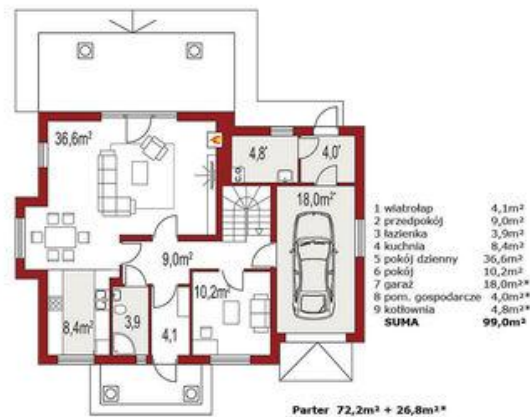 36,6m²
4,8*
4,0*
c.o.
18,0m²*
9,0m²
10,2m²
8,4m²
3,9
4,1
1 wiatrołap 4,1m²
2 przedpokój 9,0m²
3 łazienka 3,9m²
4 kuchnia 8,4m²
5 pokój dzienny 36,6m²
6 pokój 10,2m²
7 garaż 18,0m²*
8 pom. gospodarcze 4,0m²*
9 kotłownia 4,8m²*
SUMA 99,0m²
Parter 72,2m² + 26,8m²*